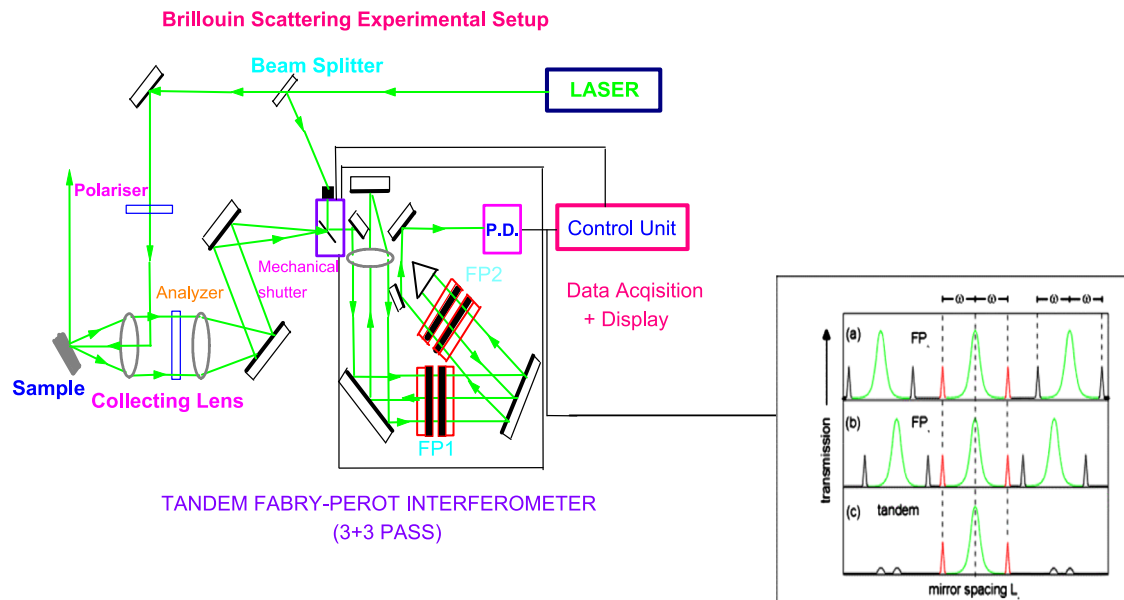 Brillouin Scattering Experimental Setup
Beam Splitter
LASER
Polariser
P.D.
Control Unit
Mechanical
shutter
FP2
Analyzer
Data Acqisition
+ Display
Sample
Collecting Lens
FP1
TANDEM FABRY-PEROT INTERFEROMETER
(3+3 PASS)
ω ω ω ω
(a) FP
(b) FP
(c) tandem
transmission
mirror spacing L